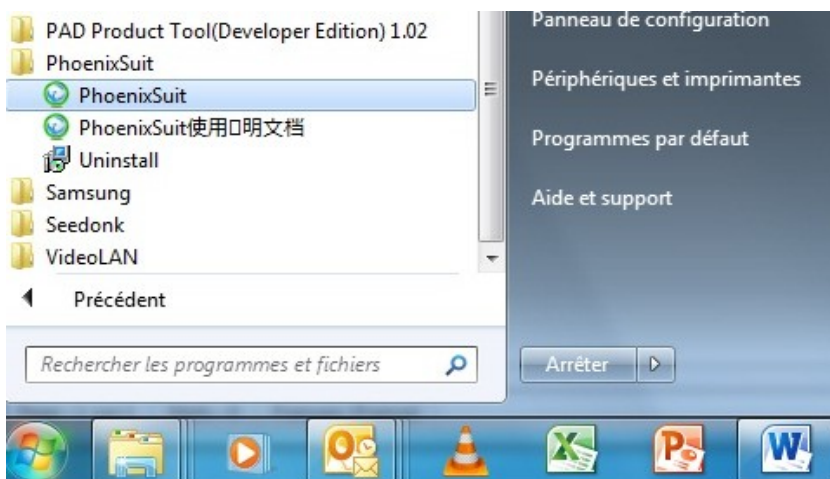 PAD Product Tool(Developer Edition) 1.02
PhoenixSuit
PhoenixSuit
PhoenixSuit使用□明文档
Uninstall
Samsung
Seedonk
VideoLAN
Précédent
Rechercher les programmes et fichiers
Panneau de configuration
Périphériques et imprimantes
Programmes par défaut
Aide et support
Arrêter